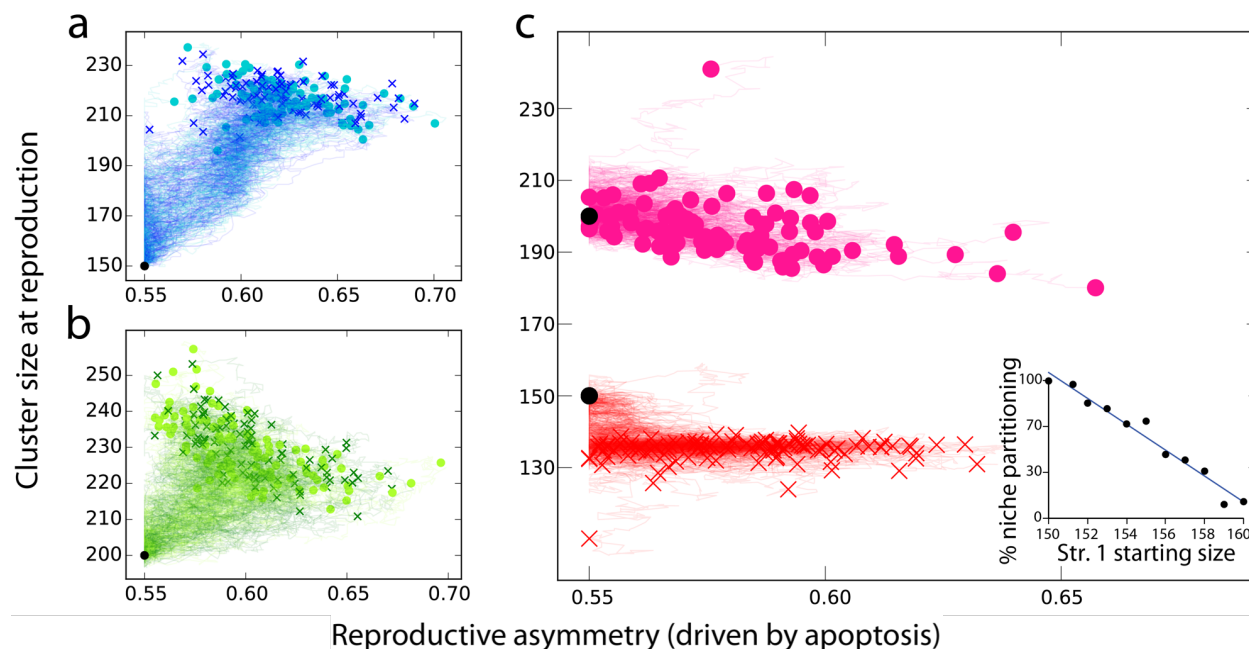 a
230
210
190
170
150
0.55 0.60 0.65 0.70
b
250
240
230
220
210
200
0.55 0.60 0.65 0.70
Cluster size at reproduction
c
230
210
190
170
150
130
0.55 0.60 0.65
% niche partitioning
100
70
30
0
150 152 154 156 158 160
Str. 1 starting size
Reproductive asymmetry (driven by apoptosis)